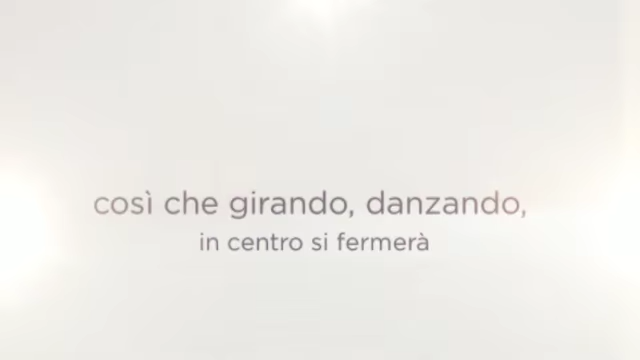 così che girando, danzando,
in centro si fermerà